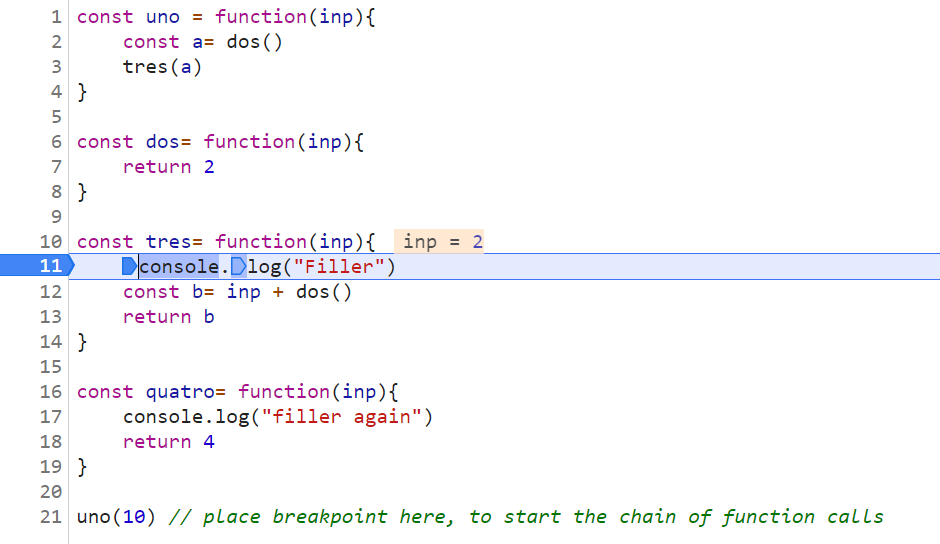 1 const uno = function(inp){
2 const a= dos()
3 tres(a)
4 }
5
6 const dos= function(inp){
7 return 2
8 }
9
10 const tres= function(inp){ inp = 2
11 console.log("Filler")
12 const b= inp + dos()
13 return b
14 }
15
16 const quatro= function(inp){
17 console.log("filler again")
18 return 4
19 }
20
21 uno(10) // place breakpoint here, to start the chain of function calls